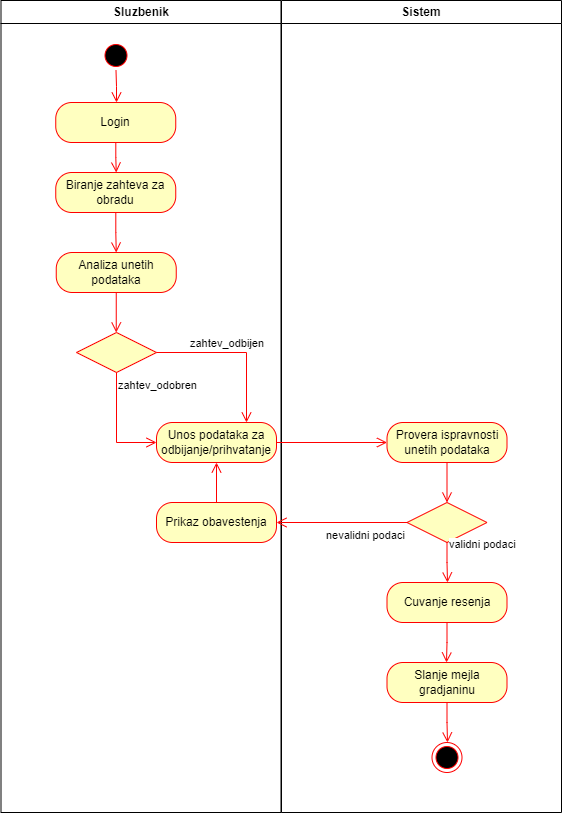 Sluzbenik
Sistem
Login
Biranje zahteva za
obradu
Analiza unetih
podataka
zahtev_odbijen
zahtev_odobren
Unos podataka za
odbijanje/prihvatanje
Provera ispravnosti
unetih podataka
Prikaz obavestenja
nevalidni podaci
validni podaci
Cuvanje resenja
Slanje mejla
gradjaninu